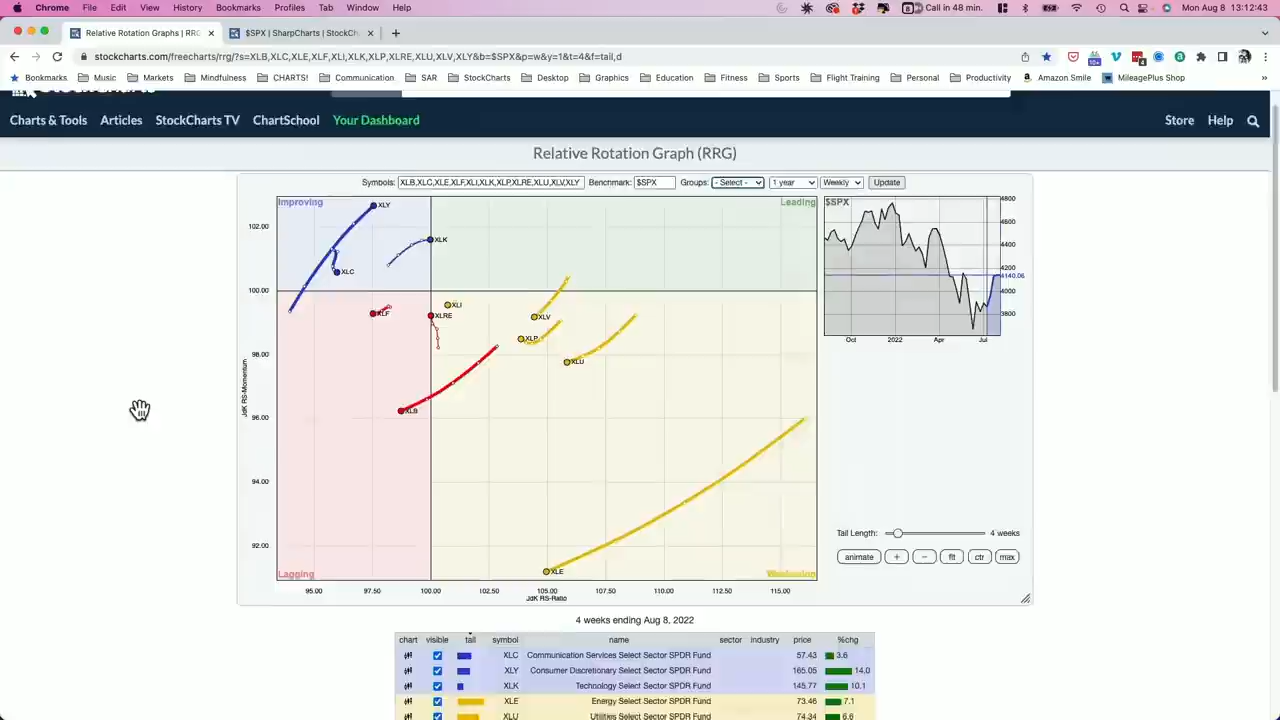 Chrome File Edit View History Bookmarks Profiles Tab Window Help Call in 48 min. Mon Aug 8 13:12:43
Relative Rotation Graphs | RRG $SPX | SharpCharts | StockCh
stockcharts.com/freecharts/rrg/?s=XLB,XLC,XLE,XLF,XLI,XLK,XLP,XLRE,XLU,XLV,XLY&b=$SPX&p=w&y=1&t=4&f=tail,d
Bookmarks Music Markets Mindfulness CHARTS! Communication SAR StockCharts Desktop Graphics Education Fitness Sports Flight Training Personal Productivity Amazon Smile MileagePlus Shop »
Charts & Tools Articles StockCharts TV ChartSchool Your Dashboard Store Help
Relative Rotation Graph (RRG)
Symbols: XLB,XLC,XLE,XLF,XLI,XLK,XLP,XLRE,XLU,XLV,XLY Benchmark: $SPX Groups: - Select - 1 year Weekly Update
Improving Leading $SPX 4800
XLY
102.00 4600
XLK 4400
XLC 4200
4140.06
100.00 4000
XLI
XLF XLRE XLV 3800
XLP
98.00 Oct 2022 Apr Jul
XLU
JdK RS-Momentum
XLB
96.00
94.00
Tail Length: 4 weeks
92.00 animate + − fit ctr max
XLE
Lagging Weakening
95.00 97.50 100.00 102.50 105.00 107.50 110.00 112.50 115.00
JdK RS-Ratio
4 weeks ending Aug 8, 2022
chart visible tail symbol name sector industry price %chg
XLC Communication Services Select Sector SPDR Fund 57.43 3.6
XLY Consumer Discretionary Select Sector SPDR Fund 165.05 14.0
XLK Technology Select Sector SPDR Fund 145.77 10.1
XLE Energy Select Sector SPDR Fund 73.46 7.1
XLU Utilities Select Sector SPDR Fund 74.34 6.6